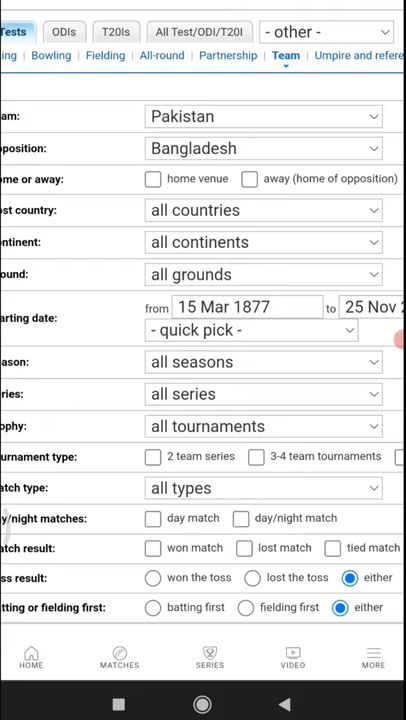 Tests ODIs T20Is All Test/ODI/T20I - other -
ing | Bowling | Fielding | All-round | Partnership | Team | Umpire and refere
am: Pakistan
pposition: Bangladesh
ome or away: home venue away (home of opposition)
ost country: all countries
ontinent: all continents
ound: all grounds
arting date: from 15 Mar 1877 to 25 Nov 2
- quick pick -
ason: all seasons
ries: all series
ophy: all tournaments
urnament type: 2 team series 3-4 team tournaments
atch type: all types
y/night matches: day match day/night match
atch result: won match lost match tied match
ss result: won the toss lost the toss either
tting or fielding first: batting first fielding first either
HOME MATCHES SERIES VIDEO MORE